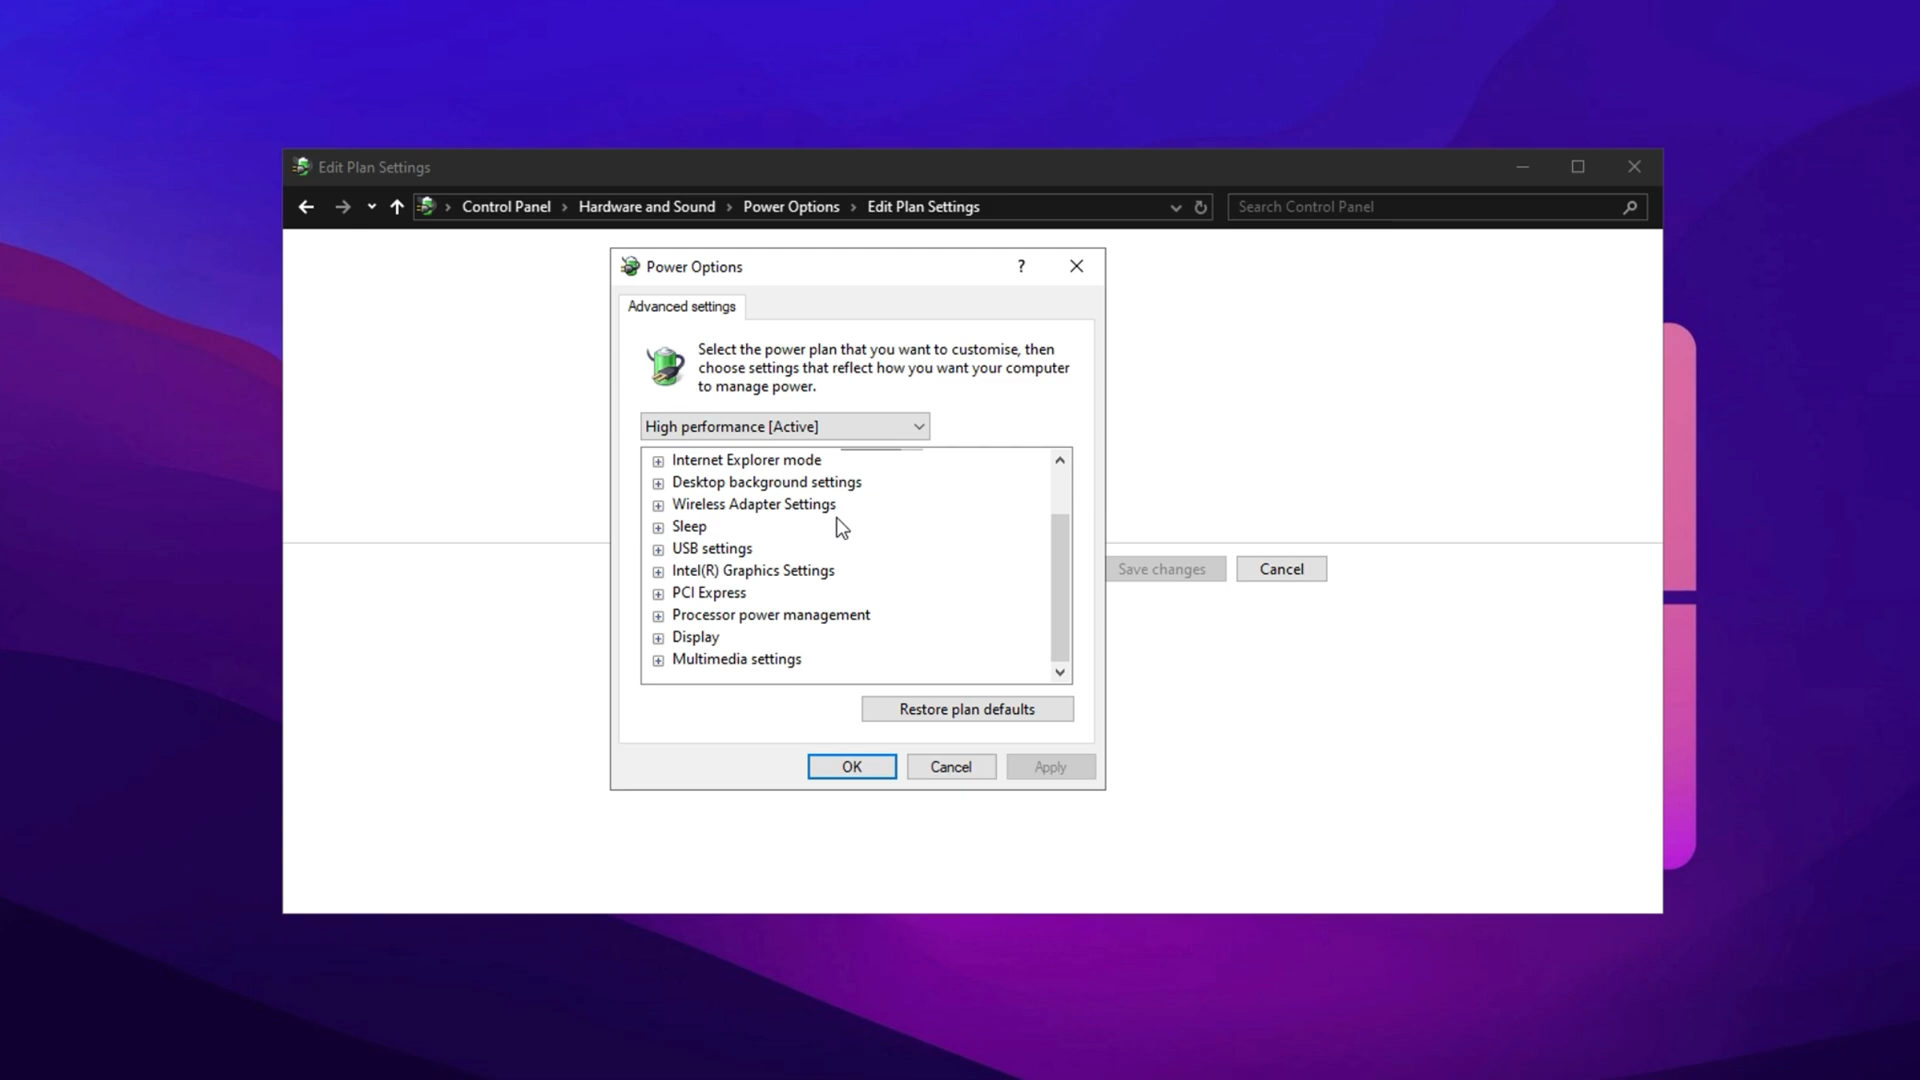 Edit Plan Settings
Control Panel > Hardware and Sound > Power Options > Edit Plan Settings
Search Control Panel
Power Options
?
Advanced settings
Select the power plan that you want to customise, then
choose settings that reflect how you want your computer
to manage power.
High performance [Active]
Internet Explorer mode
Desktop background settings
Wireless Adapter Settings
Sleep
USB settings
Intel(R) Graphics Settings
PCI Express
Processor power management
Display
Multimedia settings
Restore plan defaults
OK
Cancel
Apply
Save changes
Cancel